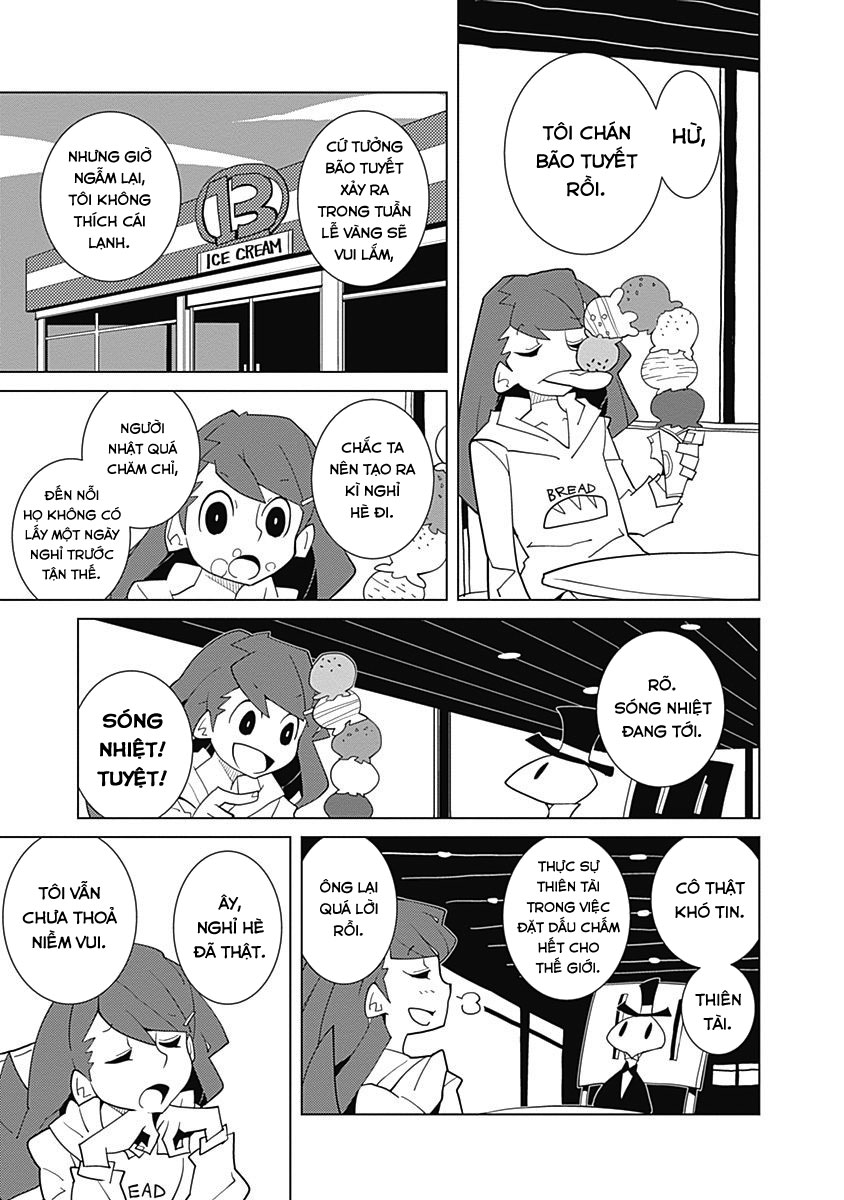 HỪ,
TÔI CHÁN
BÃO TUYẾT
RỒI.
BREAD
CỨ TƯỞNG
BÃO TUYẾT
XẢY RA
TRONG TUẦN
LỄ VÀNG SẼ
VUI LẮM,
NHƯNG GIỜ
NGẪM LẠI,
TÔI KHÔNG
THÍCH CÁI
LẠNH.
B
ICE CREAM
CHẮC TA
NÊN TẠO RA
KÌ NGHỈ
HÈ ĐI.
NGƯỜI
NHẬT QUÁ
CHĂM CHỈ,
ĐẾN NỖI
HỌ KHÔNG CÓ
LẤY MỘT NGÀY
NGHỈ TRƯỚC
TẬN THẾ.
RÕ.
SÓNG NHIỆT
ĐANG TỚI.
SÓNG
NHIỆT!
TUYỆT!
CÔ THẬT
KHÓ TIN.
THIÊN
TÀI.
THỰC SỰ
THIÊN TÀI
TRONG VIỆC
ĐẶT DẤU CHẤM
HẾT CHO
THẾ GIỚI.
ÔNG LẠI
QUÁ LỜI
RỒI.
ÂY,
NGHỈ HÈ
ĐÃ THẬT.
TÔI VẪN
CHƯA THOẢ
NIỀM VUI.
EAD